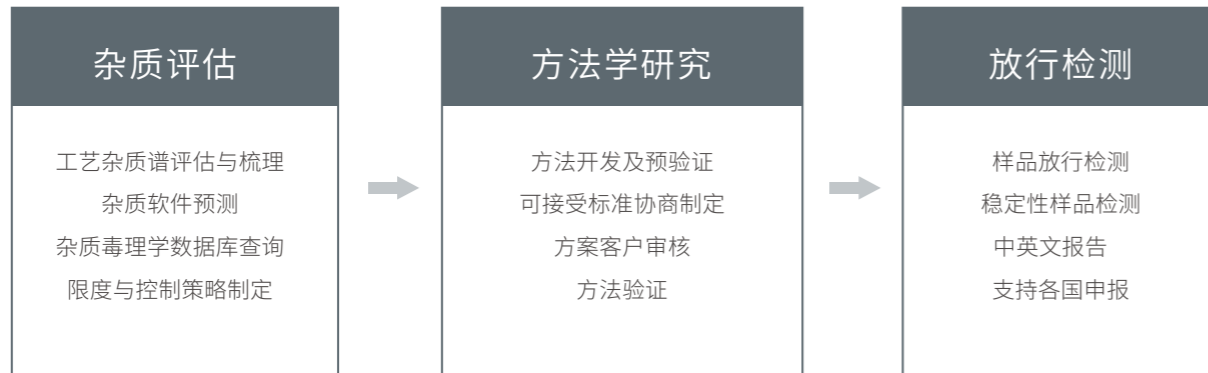 杂质评估
工艺杂质谱评估与梳理
杂质软件预测
杂质毒理学数据库查询
限度与控制策略制定
方法学研究
方法开发及预验证
可接受标准协商制定
方案客户审核
方法验证
放行检测
样品放行检测
稳定性样品检测
中英文报告
支持各国申报